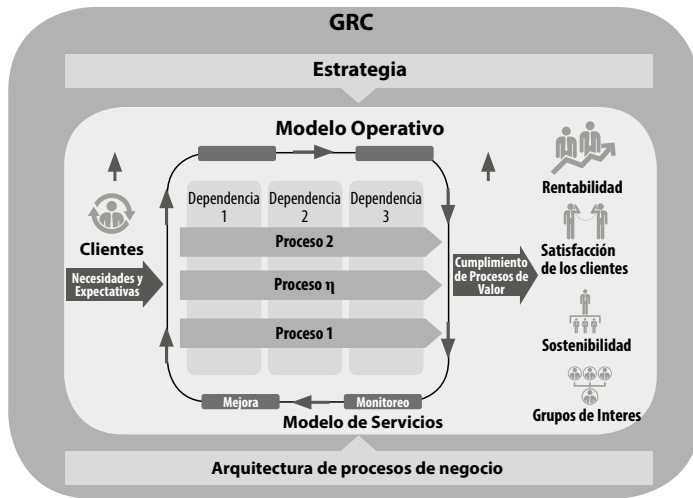 GRC
Estrategia
Modelo Operativo
Dependencia
1
Dependencia
2
Dependencia
3
Clientes
Necesidades y
Expectativas
Proceso 2
Proceso η
Proceso 1
Cumplimiento
de Procesos de
Valor
Rentabilidad
Satisfacción
de los clientes
Sostenibilidad
Grupos de Interes
Mejora
Monitoreo
Modelo de Servicios
Arquitectura de procesos de negocio